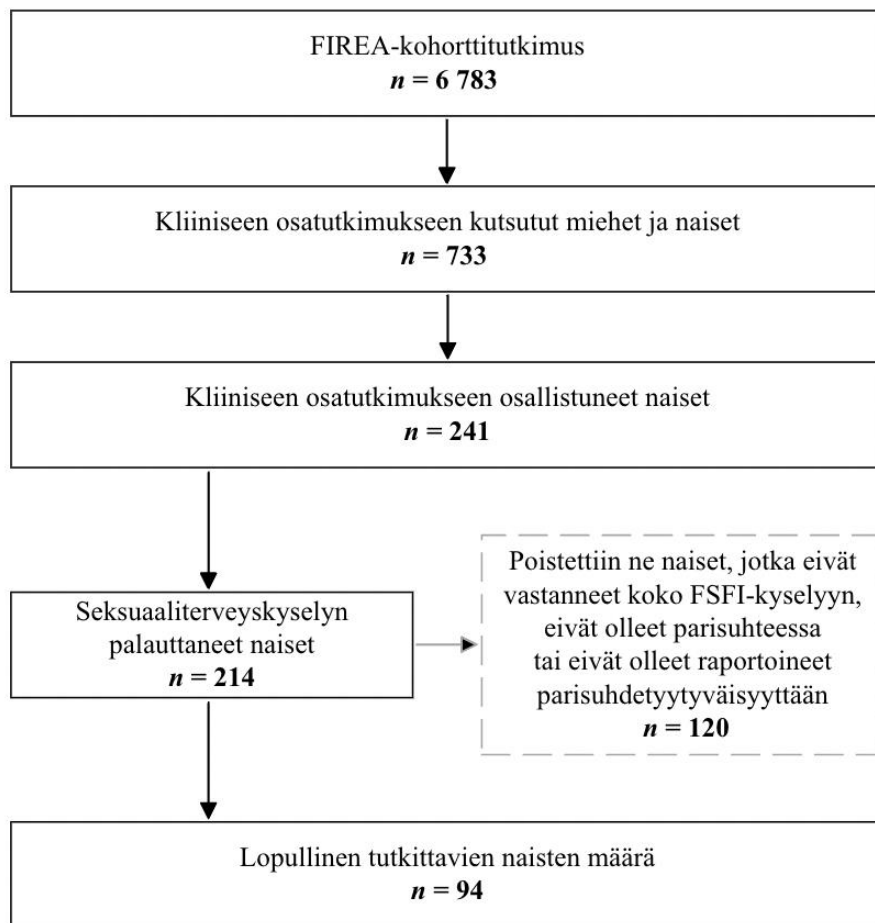 FIREA-kohorttitutkimus
n = 6 783
Kliiniseen osatutkimukseen kutsutut miehet ja naiset
n = 733
Kliiniseen osatutkimukseen osallistuneet naiset
n = 241
Seksuaaliterveyskyselyn
palauttaneet naiset
n = 214
Poistettiin ne naiset, jotka eivät
vastanneet koko FSFI-kyselyyn,
eivät olleet parisuhteessa
tai eivät olleet raportoineet
parisuhdetyytyväisyyttään
n = 120
Lopullinen tutkittavien naisten määrä
n = 94